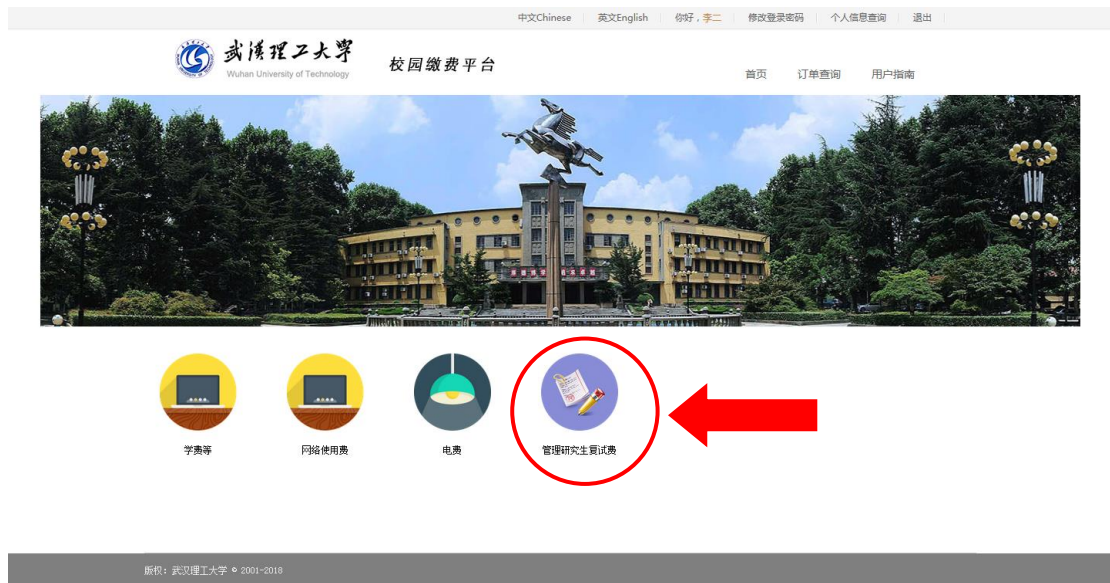 中文Chinese 英文English 你好，李二 修改登录密码 个人信息查询 退出
武汉理工大学
Wuhan University of Technology
校园缴费平台
首页 订单查询 用户指南
学费等 网络使用费 电费 管理研究生复试费
版权：武汉理工大学 © 2001-2018